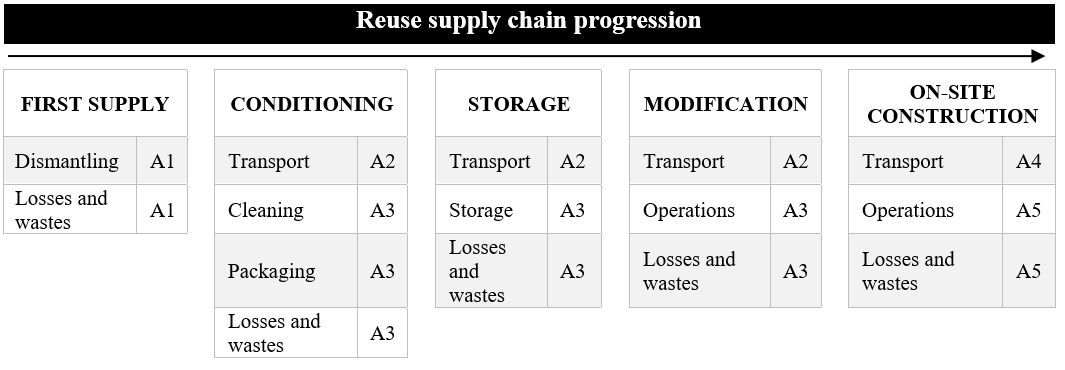 Reuse supply chain progression
FIRST SUPPLY
Dismantling A1
Losses and
wastes A1
CONDITIONING
Transport A2
Cleaning A3
Packaging A3
Losses and
wastes A3
STORAGE
Transport A2
Storage A3
Losses
and
wastes A3
MODIFICATION
Transport A2
Operations A3
Losses and
wastes A3
ON-SITE
CONSTRUCTION
Transport A4
Operations A5
Losses and
wastes A5